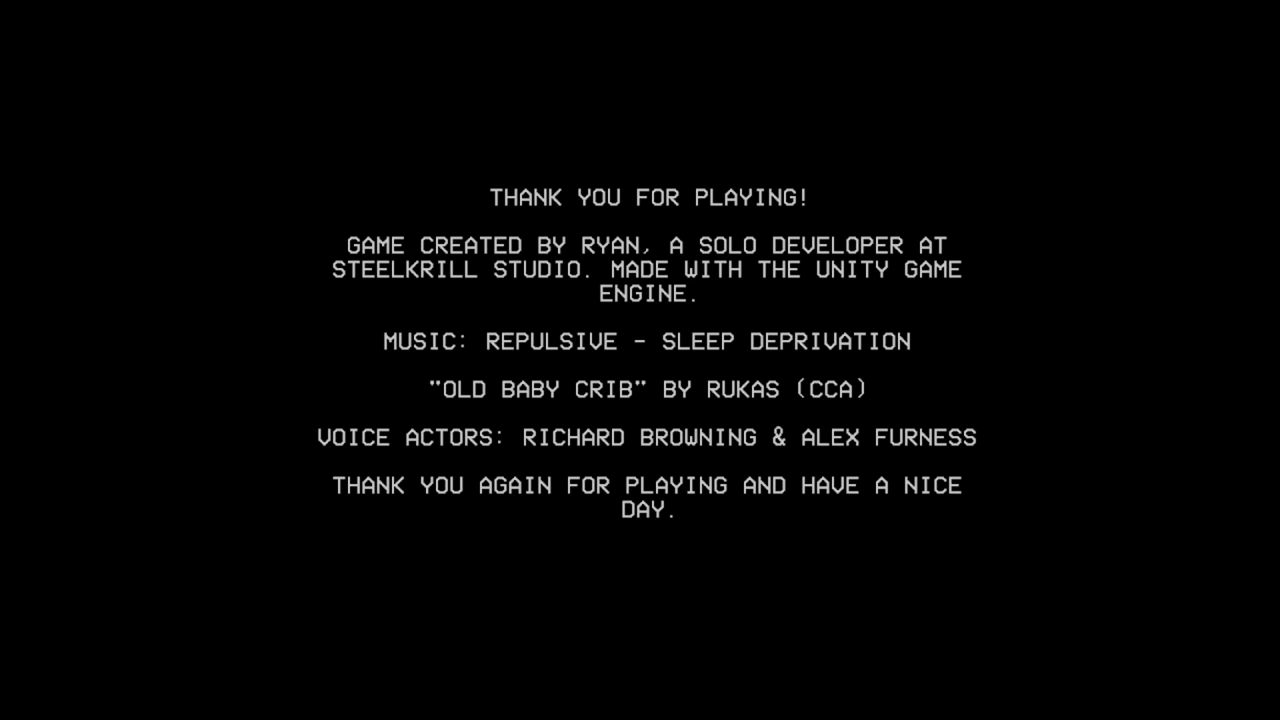 THANK YOU FOR PLAYING!
GAME CREATED BY RYAN, A SOLO DEVELOPER AT
STEELKRILL STUDIO. MADE WITH THE UNITY GAME
ENGINE.
MUSIC: REPULSIVE - SLEEP DEPRIVATION
"OLD BABY CRIB" BY RUKAS (CCA)
VOICE ACTORS: RICHARD BROWNING & ALEX FURNESS
THANK YOU AGAIN FOR PLAYING AND HAVE A NICE
DAY.